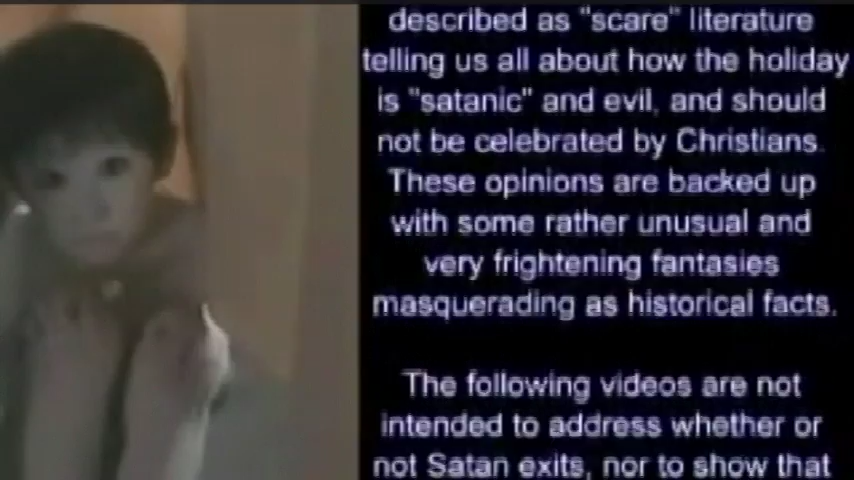 described as "scare" literature
telling us all about how the holiday
is "satanic" and evil, and should
not be celebrated by Christians.
These opinions are backed up
with some rather unusual and
very frightening fantasies
masquerading as historical facts.
The following videos are not
intended to address whether or
not Satan exits, nor to show that